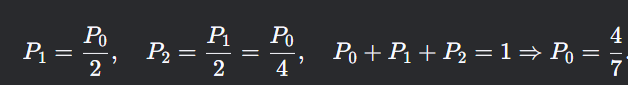 P₁ = P₀/2, P₂ = P₁/2 = P₀/4, P₀ + P₁ + P₂ = 1 ⇒ P₀ = 4/7.